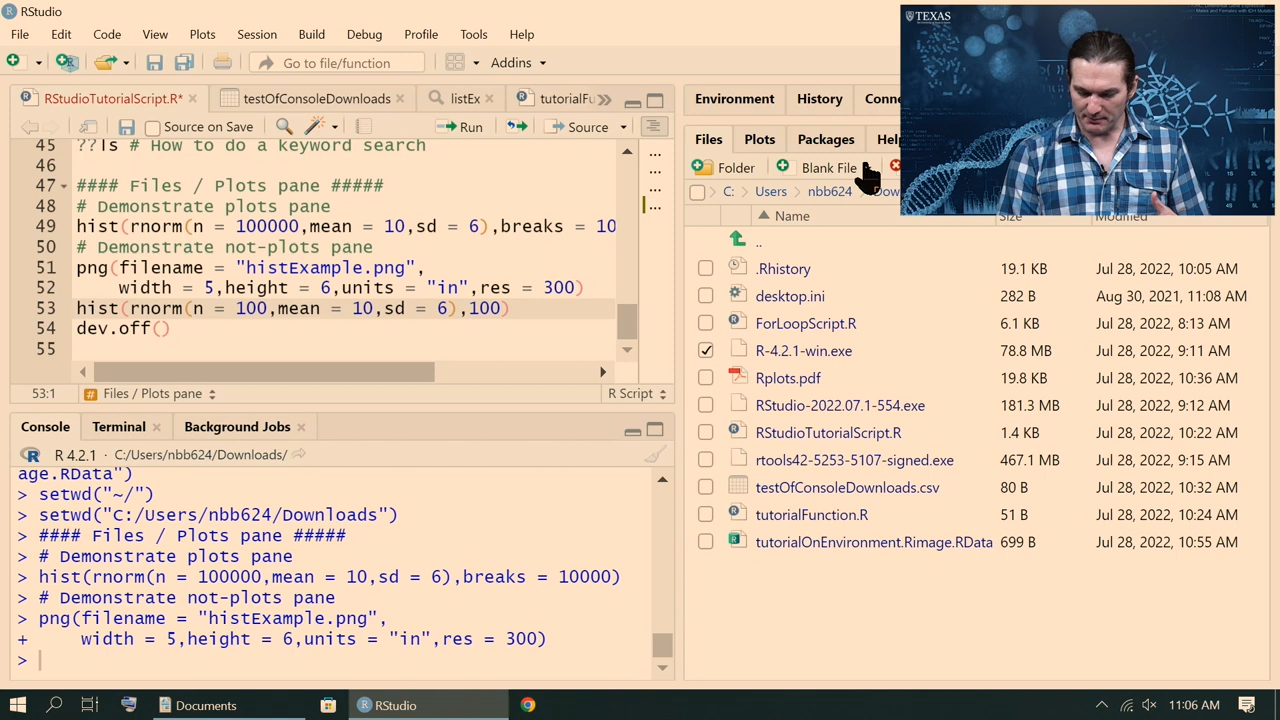 RStudio
File Edit Code View Plots Session Build Debug Profile Tools Help
Go to file/function Addins
RStudioTutorialScript.R* testOfConsoleDownloads listEx tutorialFu
Source on Save Run Source
45 ??ls # How to do a keyword search
46
47 #### Files / Plots pane #####
48 # Demonstrate plots pane
49 hist(rnorm(n = 100000,mean = 10,sd = 6),breaks = 10
50 # Demonstrate not-plots pane
51 png(filename = "histExample.png",
52 width = 5,height = 6,units = "in",res = 300)
53 hist(rnorm(n = 100,mean = 10,sd = 6),100)
54 dev.off()
55
53:1 # Files / Plots pane R Script
Console Terminal Background Jobs
R 4.2.1 · C:/Users/nbb624/Downloads/
age.RData")
> setwd("~/")
> setwd("C:/Users/nbb624/Downloads")
> #### Files / Plots pane #####
> # Demonstrate plots pane
> hist(rnorm(n = 100000,mean = 10,sd = 6),breaks = 10000)
> # Demonstrate not-plots pane
> png(filename = "histExample.png",
+ width = 5,height = 6,units = "in",res = 300)
>
Environment History Conne
Files Plots Packages Hel
Folder Blank File
C: Users nbb624 Dow
Name Size Modified
..
.Rhistory 19.1 KB Jul 28, 2022, 10:05 AM
desktop.ini 282 B Aug 30, 2021, 11:08 AM
ForLoopScript.R 6.1 KB Jul 28, 2022, 8:13 AM
R-4.2.1-win.exe 78.8 MB Jul 28, 2022, 9:11 AM
Rplots.pdf 19.8 KB Jul 28, 2022, 10:36 AM
RStudio-2022.07.1-554.exe 181.3 MB Jul 28, 2022, 9:12 AM
RStudioTutorialScript.R 1.4 KB Jul 28, 2022, 10:22 AM
rtools42-5253-5107-signed.exe 467.1 MB Jul 28, 2022, 9:15 AM
testOfConsoleDownloads.csv 80 B Jul 28, 2022, 10:32 AM
tutorialFunction.R 51 B Jul 28, 2022, 10:24 AM
tutorialOnEnvironment.Rimage.RData 699 B Jul 28, 2022, 10:55 AM
TEXAS
Documents RStudio 11:06 AM